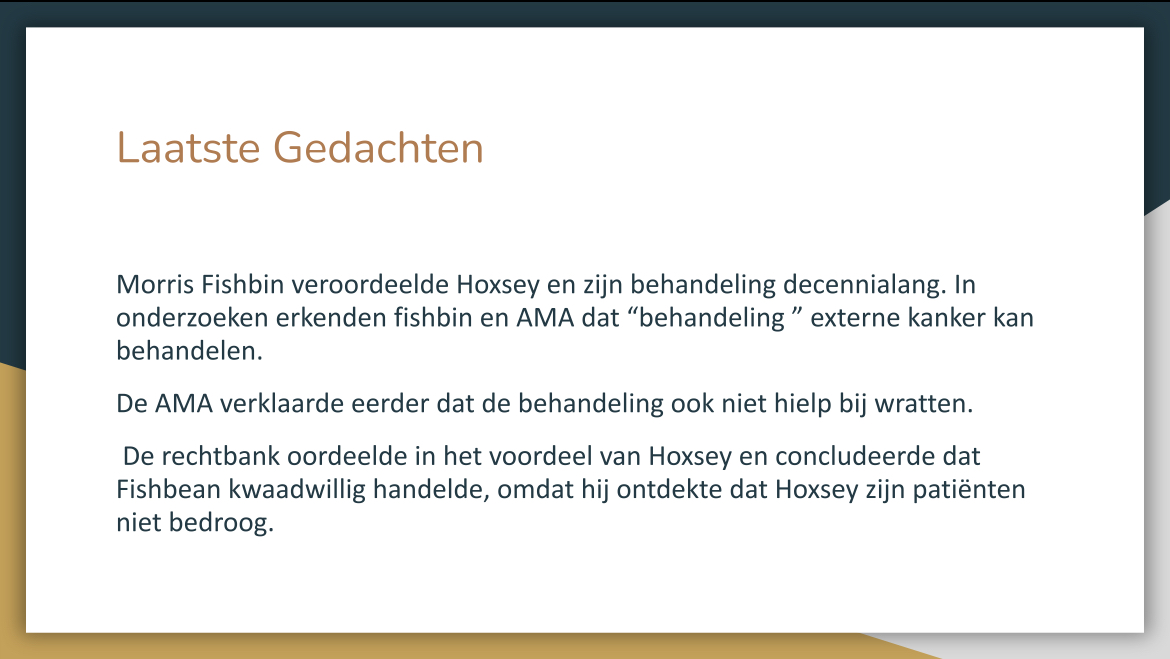 Laatste Gedachten
Morris Fishbin veroordeelde Hoxsey en zijn behandeling decennialang. In
onderzoeken erkenden fishbin en AMA dat “behandeling ” externe kanker kan
behandelen.
De AMA verklaarde eerder dat de behandeling ook niet hielp bij wratten.
De rechtbank oordeelde in het voordeel van Hoxsey en concludeerde dat
Fishbean kwaadwillig handelde, omdat hij ontdekte dat Hoxsey zijn patiënten
niet bedroog.